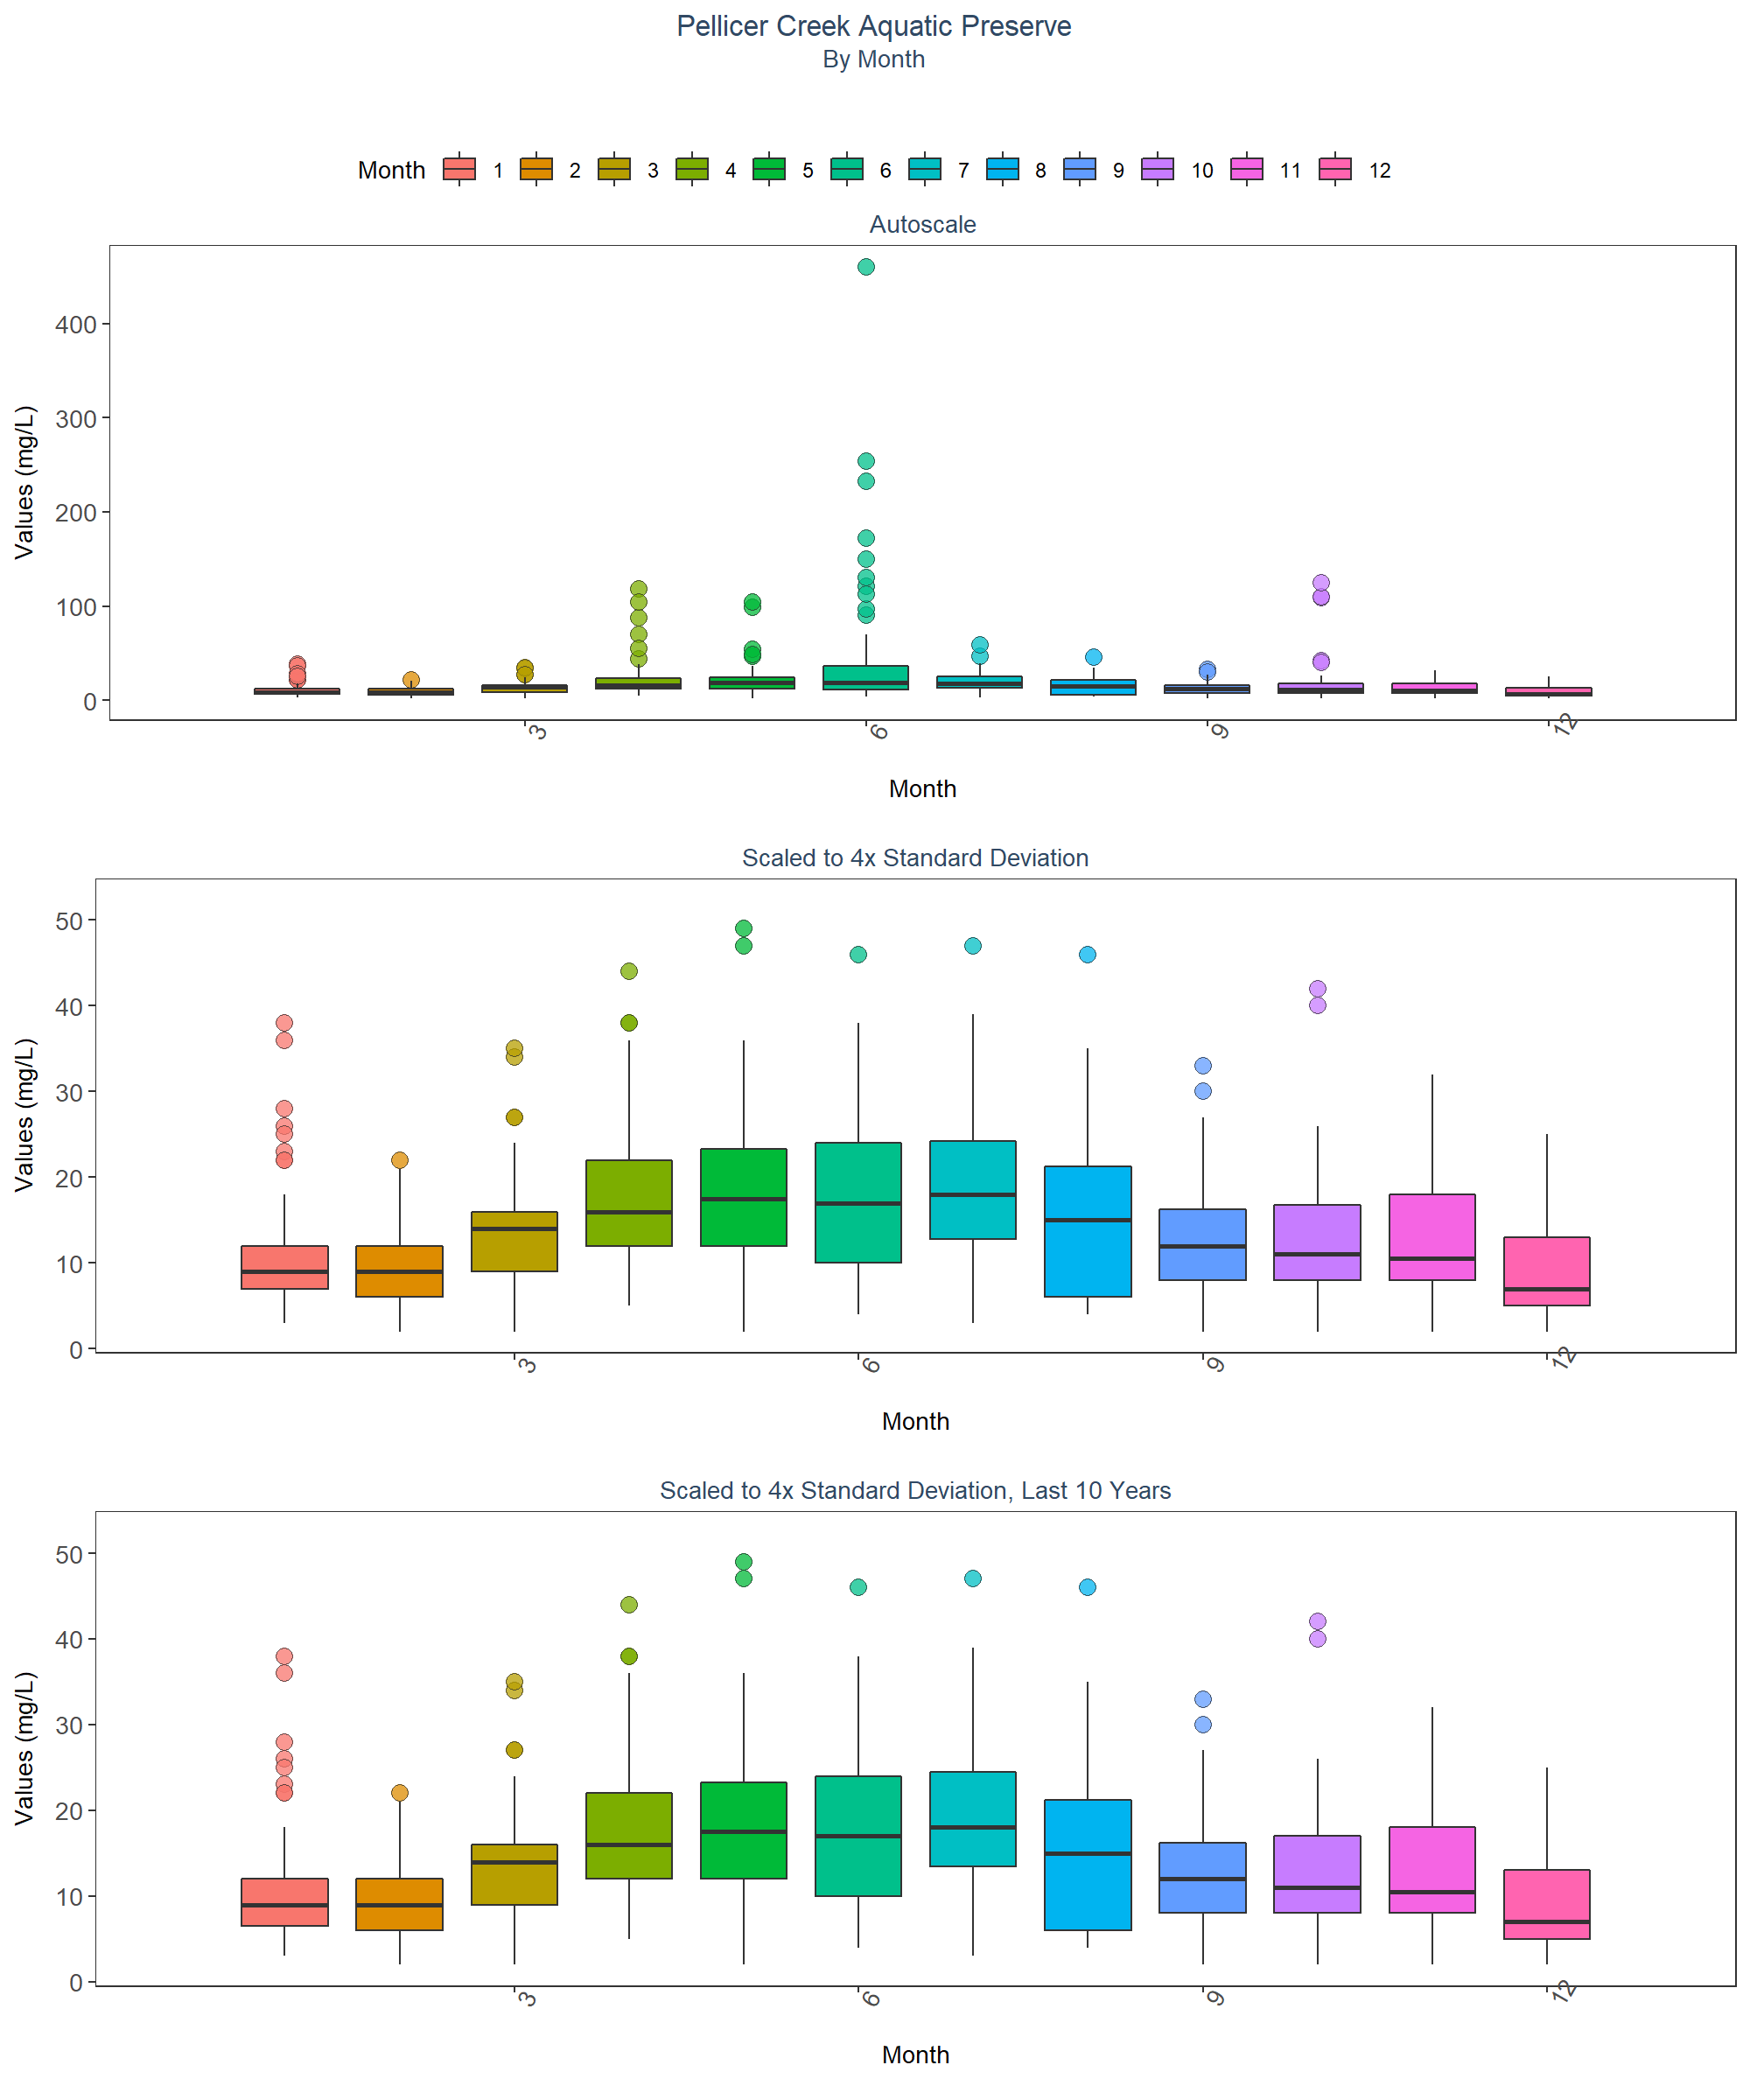 Pellicer Creek Aquatic Preserve
By Month
Month 1 2 3 4 5 6 7 8 9 10 11 12
Autoscale
Values (mg/L)
400
300
200
100
0
3 6 9 12
Month
Scaled to 4x Standard Deviation
Values (mg/L)
50
40
30
20
10
0
3 6 9 12
Month
Scaled to 4x Standard Deviation, Last 10 Years
Values (mg/L)
50
40
30
20
10
0
3 6 9 12
Month